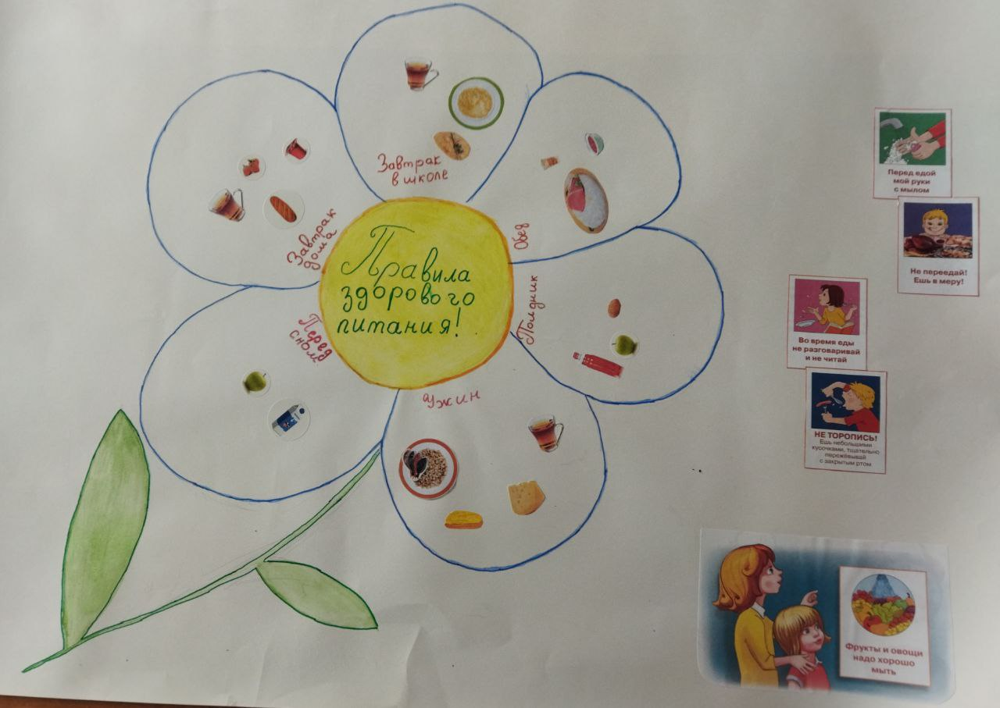 Правила
здорового
питания!
Завтрак
в школе
Обед
Полдник
Ужин
Перед
сном
Завтрак
дома
Перед едой
мой руки
с мылом
Не переедай!
Ешь в меру!
Во время еды
не разговаривай
и не читай
НЕ ТОРОПИСЬ!
Ешь небольшими
кусочками, тщательно
пережёвывай
с закрытым ртом
Фрукты и овощи
надо хорошо
мыть